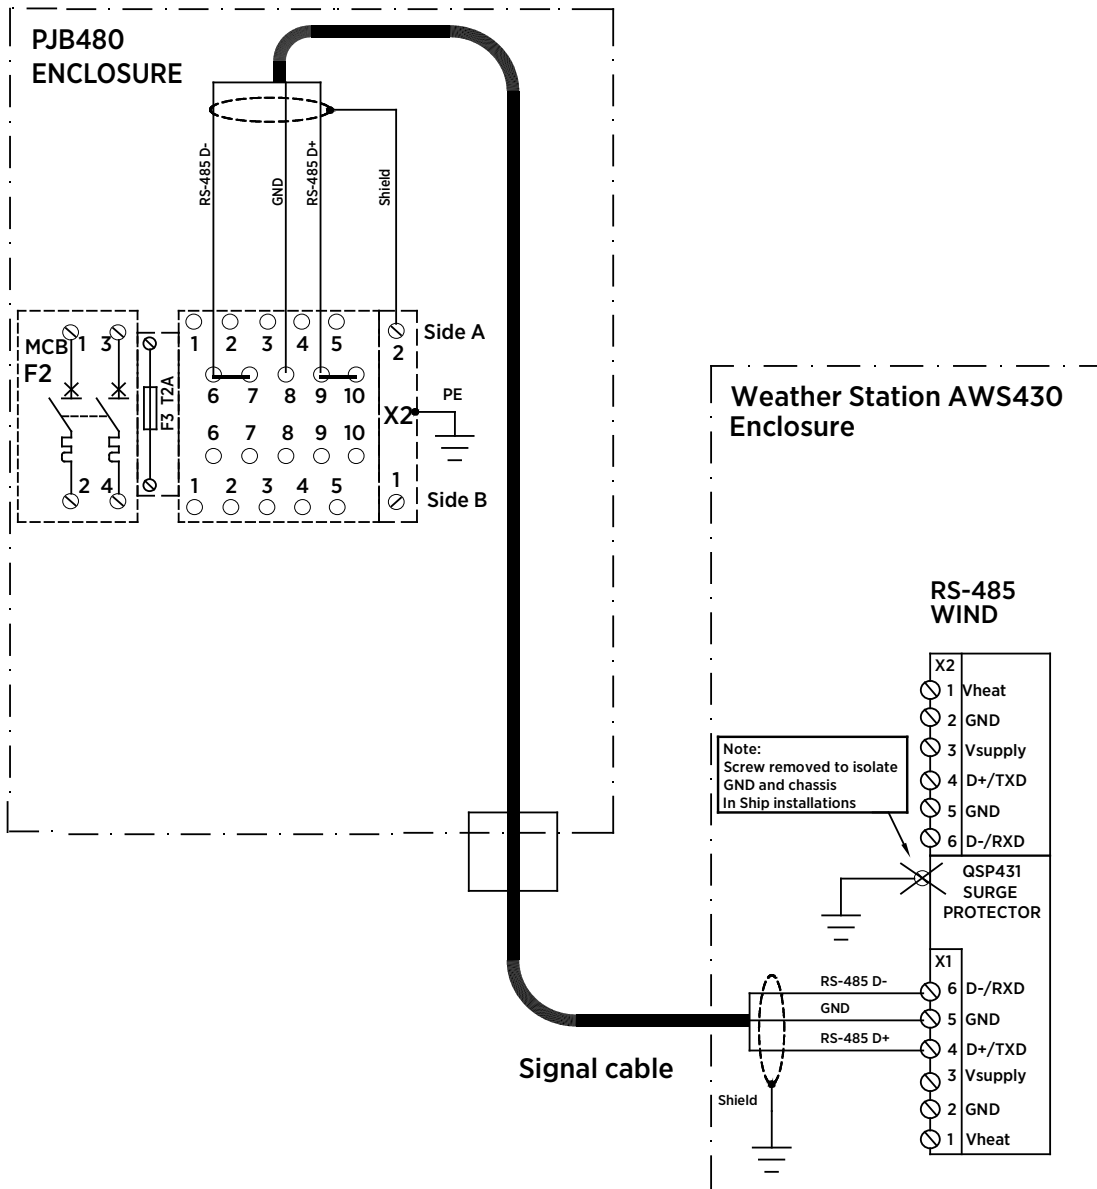 PJB480
ENCLOSURE
RS-485 D-
GND
RS-485 D+
Shield
MCB
F2
1 3
2 4
F3 T2A
1 2 3 4 5
6 7 8 9 10
6 7 8 9 10
1 2 3 4 5
Side A
2
X2
PE
1
Side B
Weather Station AWS430
Enclosure
RS-485
WIND
X2
1 Vheat
2 GND
3 Vsupply
4 D+/TXD
5 GND
6 D-/RXD
Note:
Screw removed to isolate
GND and chassis
In Ship installations
QSP431
SURGE
PROTECTOR
X1
RS-485 D-
6 D-/RXD
GND
5 GND
RS-485 D+
4 D+/TXD
3 Vsupply
2 GND
1 Vheat
Shield
Signal cable